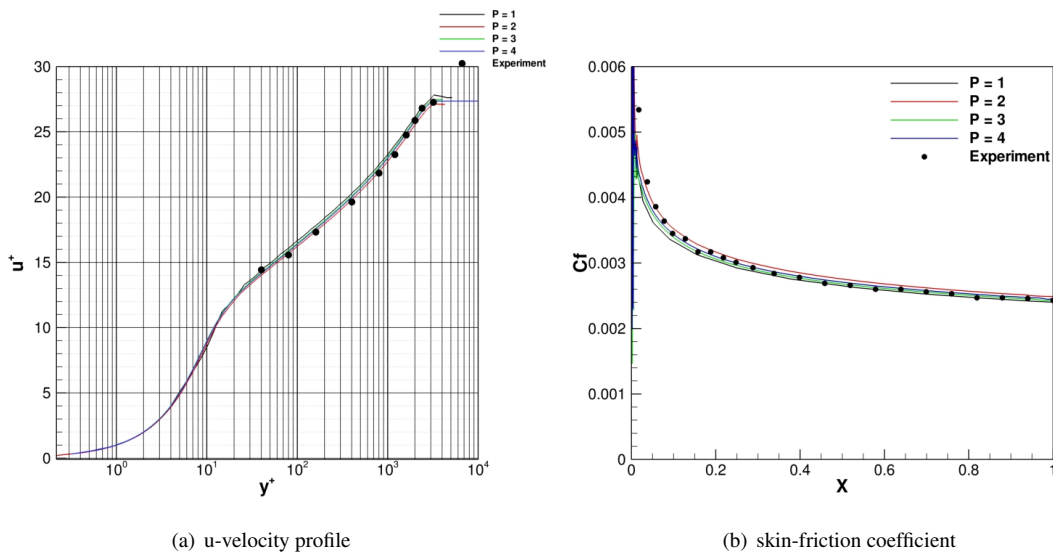 P = 1
P = 2
P = 3
P = 4
Experiment
30
25
20
15
10
5
0
u⁺
10⁰ 10¹ 10² 10³ 10⁴
y⁺
0.006
0.005
0.004
0.003
0.002
0.001
0
Cf
P = 1
P = 2
P = 3
P = 4
Experiment
0 0.2 0.4 0.6 0.8 1
X
(a) u-velocity profile
(b) skin-friction coefficient